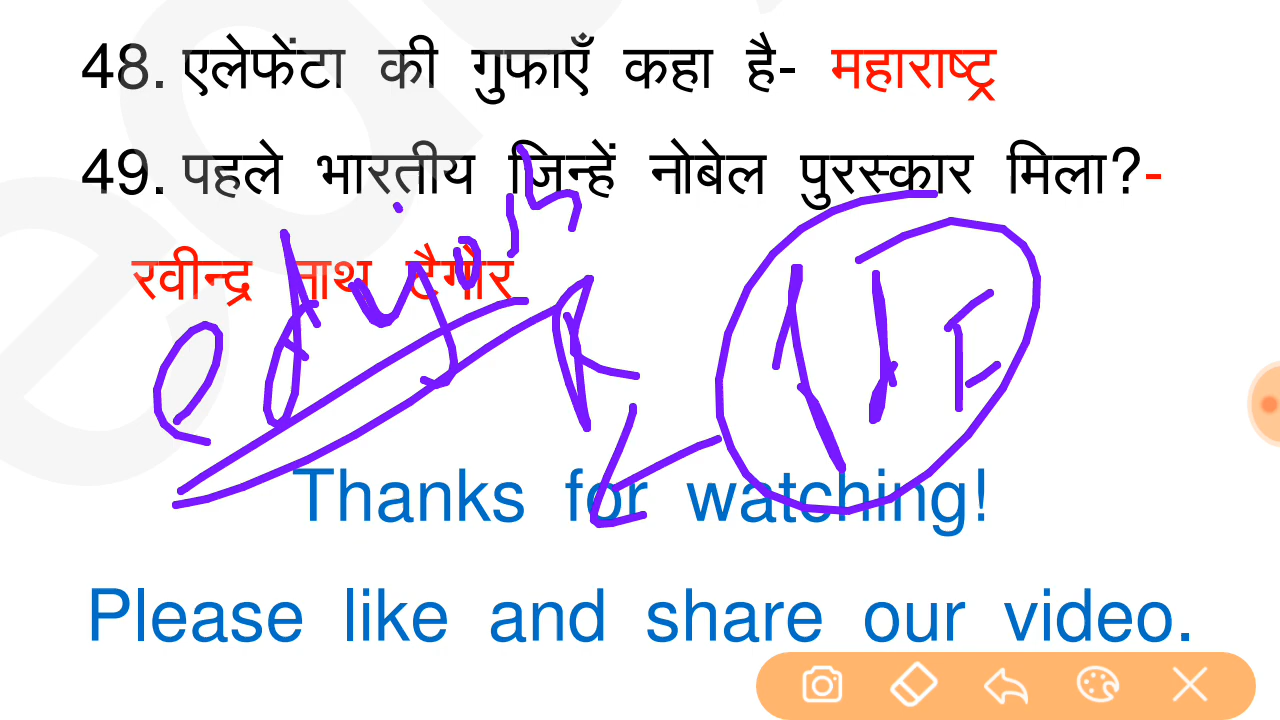 48. एलेफेंटा की गुफाएँ कहा है- महाराष्ट्र
49. पहले भारतीय जिन्हें नोबेल पुरस्कार मिला?-
रवीन्द्र नाथ टैगौर
Thanks for watching!
Please like and share our video.